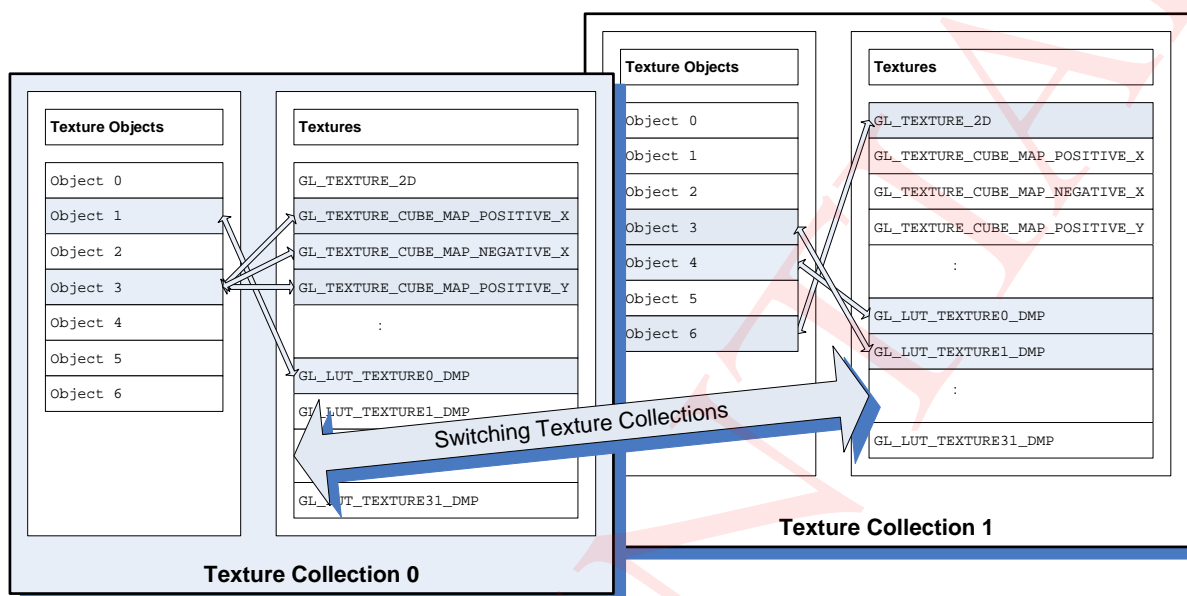 Texture Objects
Textures
Object 0
GL_TEXTURE_2D
Object 1
GL_TEXTURE_CUBE_MAP_POSITIVE_X
Object 2
GL_TEXTURE_CUBE_MAP_NEGATIVE_X
Object 3
GL_TEXTURE_CUBE_MAP_POSITIVE_Y
Object 4
:
Object 5
Object 6
GL_LUT_TEXTURE0_DMP
GL_LUT_TEXTURE1_DMP
GL_LUT_TEXTURE31_DMP
Texture Collection 0
Switching Texture Collections
Texture Objects
Textures
Object 0
GL_TEXTURE_2D
Object 1
GL_TEXTURE_CUBE_MAP_POSITIVE_X
Object 2
GL_TEXTURE_CUBE_MAP_NEGATIVE_X
Object 3
GL_TEXTURE_CUBE_MAP_POSITIVE_Y
Object 4
:
Object 5
GL_LUT_TEXTURE0_DMP
Object 6
GL_LUT_TEXTURE1_DMP
:
GL_LUT_TEXTURE31_DMP
Texture Collection 1